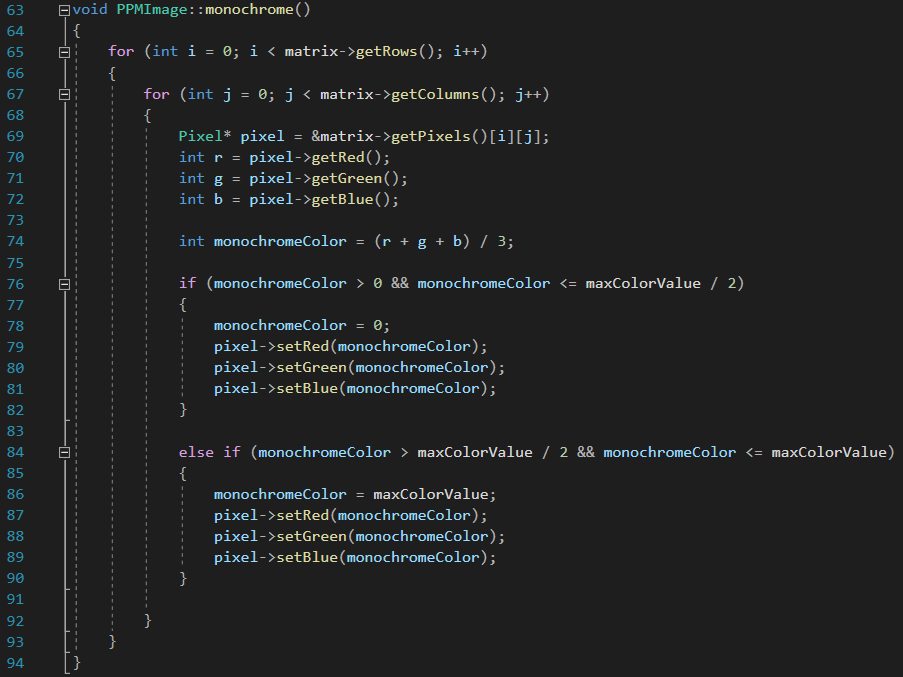 63 void PPMImage::monochrome()
64 {
65 for (int i = 0; i < matrix->getRows(); i++)
66 {
67 for (int j = 0; j < matrix->getColumns(); j++)
68 {
69 Pixel* pixel = &matrix->getPixels()[i][j];
70 int r = pixel->getRed();
71 int g = pixel->getGreen();
72 int b = pixel->getBlue();
73
74 int monochromeColor = (r + g + b) / 3;
75
76 if (monochromeColor > 0 && monochromeColor <= maxColorValue / 2)
77 {
78 monochromeColor = 0;
79 pixel->setRed(monochromeColor);
80 pixel->setGreen(monochromeColor);
81 pixel->setBlue(monochromeColor);
82 }
83
84 else if (monochromeColor > maxColorValue / 2 && monochromeColor <= maxColorValue)
85 {
86 monochromeColor = maxColorValue;
87 pixel->setRed(monochromeColor);
88 pixel->setGreen(monochromeColor);
89 pixel->setBlue(monochromeColor);
90 }
91
92 }
93 }
94 }